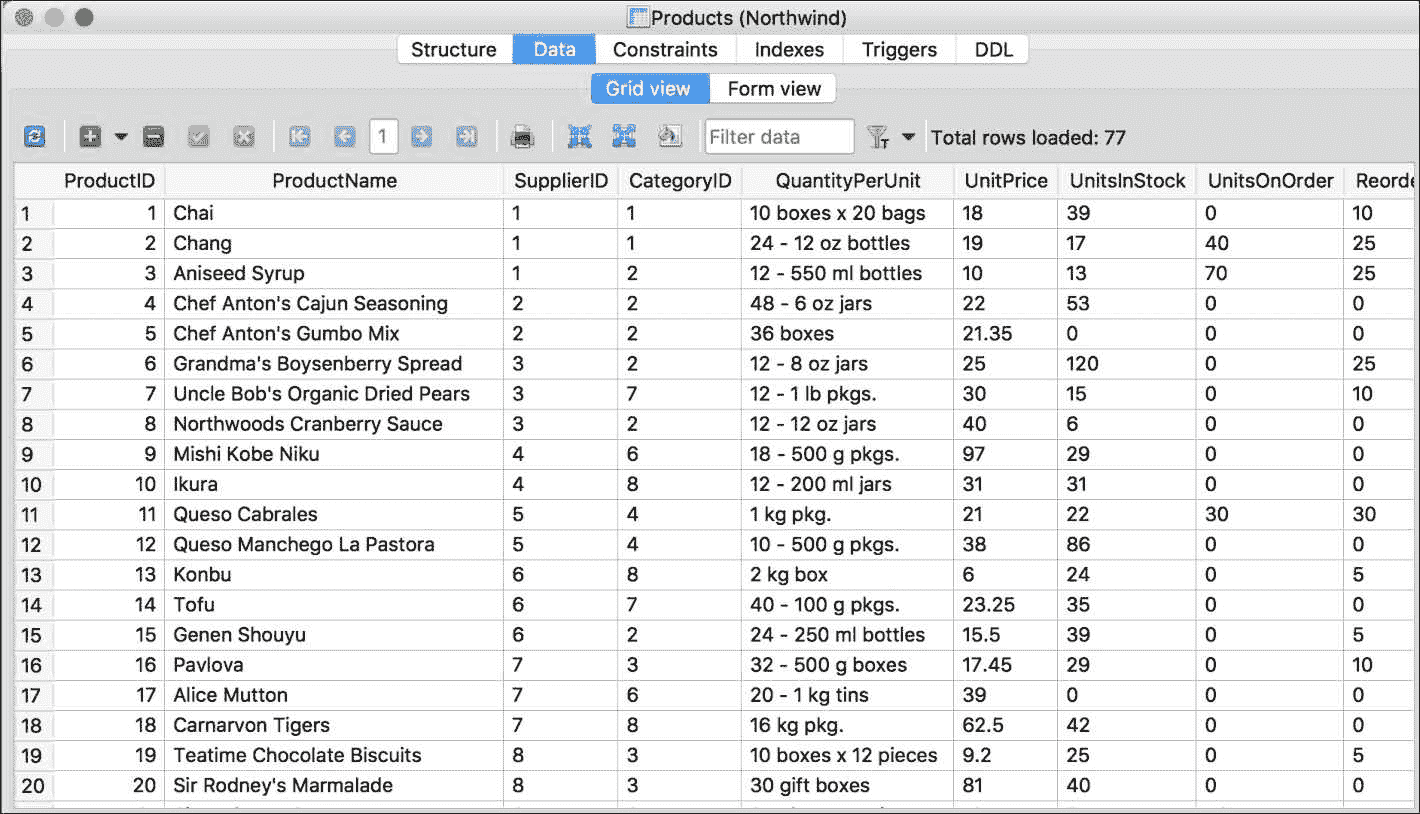 Products (Northwind)
Structure Data Constraints Indexes Triggers DDL
Grid view Form view
1 Filter data T Total rows loaded: 77
ProductID ProductName SupplierID CategoryID QuantityPerUnit UnitPrice UnitsInStock UnitsOnOrder Reorde
1 1 Chai 1 1 10 boxes x 20 bags 18 39 0 10
2 2 Chang 1 1 24 - 12 oz bottles 19 17 40 25
3 3 Aniseed Syrup 1 2 12 - 550 ml bottles 10 13 70 25
4 4 Chef Anton's Cajun Seasoning 2 2 48 - 6 oz jars 22 53 0 0
5 5 Chef Anton's Gumbo Mix 2 2 36 boxes 21.35 0 0 0
6 6 Grandma's Boysenberry Spread 3 2 12 - 8 oz jars 25 120 0 25
7 7 Uncle Bob's Organic Dried Pears 3 7 12 - 1 lb pkgs. 30 15 0 10
8 8 Northwoods Cranberry Sauce 3 2 12 - 12 oz jars 40 6 0 0
9 9 Mishi Kobe Niku 4 6 18 - 500 g pkgs. 97 29 0 0
10 10 Ikura 4 8 12 - 200 ml jars 31 31 0 0
11 11 Queso Cabrales 5 4 1 kg pkg. 21 22 30 30
12 12 Queso Manchego La Pastora 5 4 10 - 500 g pkgs. 38 86 0 0
13 13 Konbu 6 8 2 kg box 6 24 0 5
14 14 Tofu 6 7 40 - 100 g pkgs. 23.25 35 0 0
15 15 Genen Shouyu 6 2 24 - 250 ml bottles 15.5 39 0 5
16 16 Pavlova 7 3 32 - 500 g boxes 17.45 29 0 10
17 17 Alice Mutton 7 6 20 - 1 kg tins 39 0 0 0
18 18 Carnarvon Tigers 7 8 16 kg pkg. 62.5 42 0 0
19 19 Teatime Chocolate Biscuits 8 3 10 boxes x 12 pieces 9.2 25 0 5
20 20 Sir Rodney's Marmalade 8 3 30 gift boxes 81 40 0 0